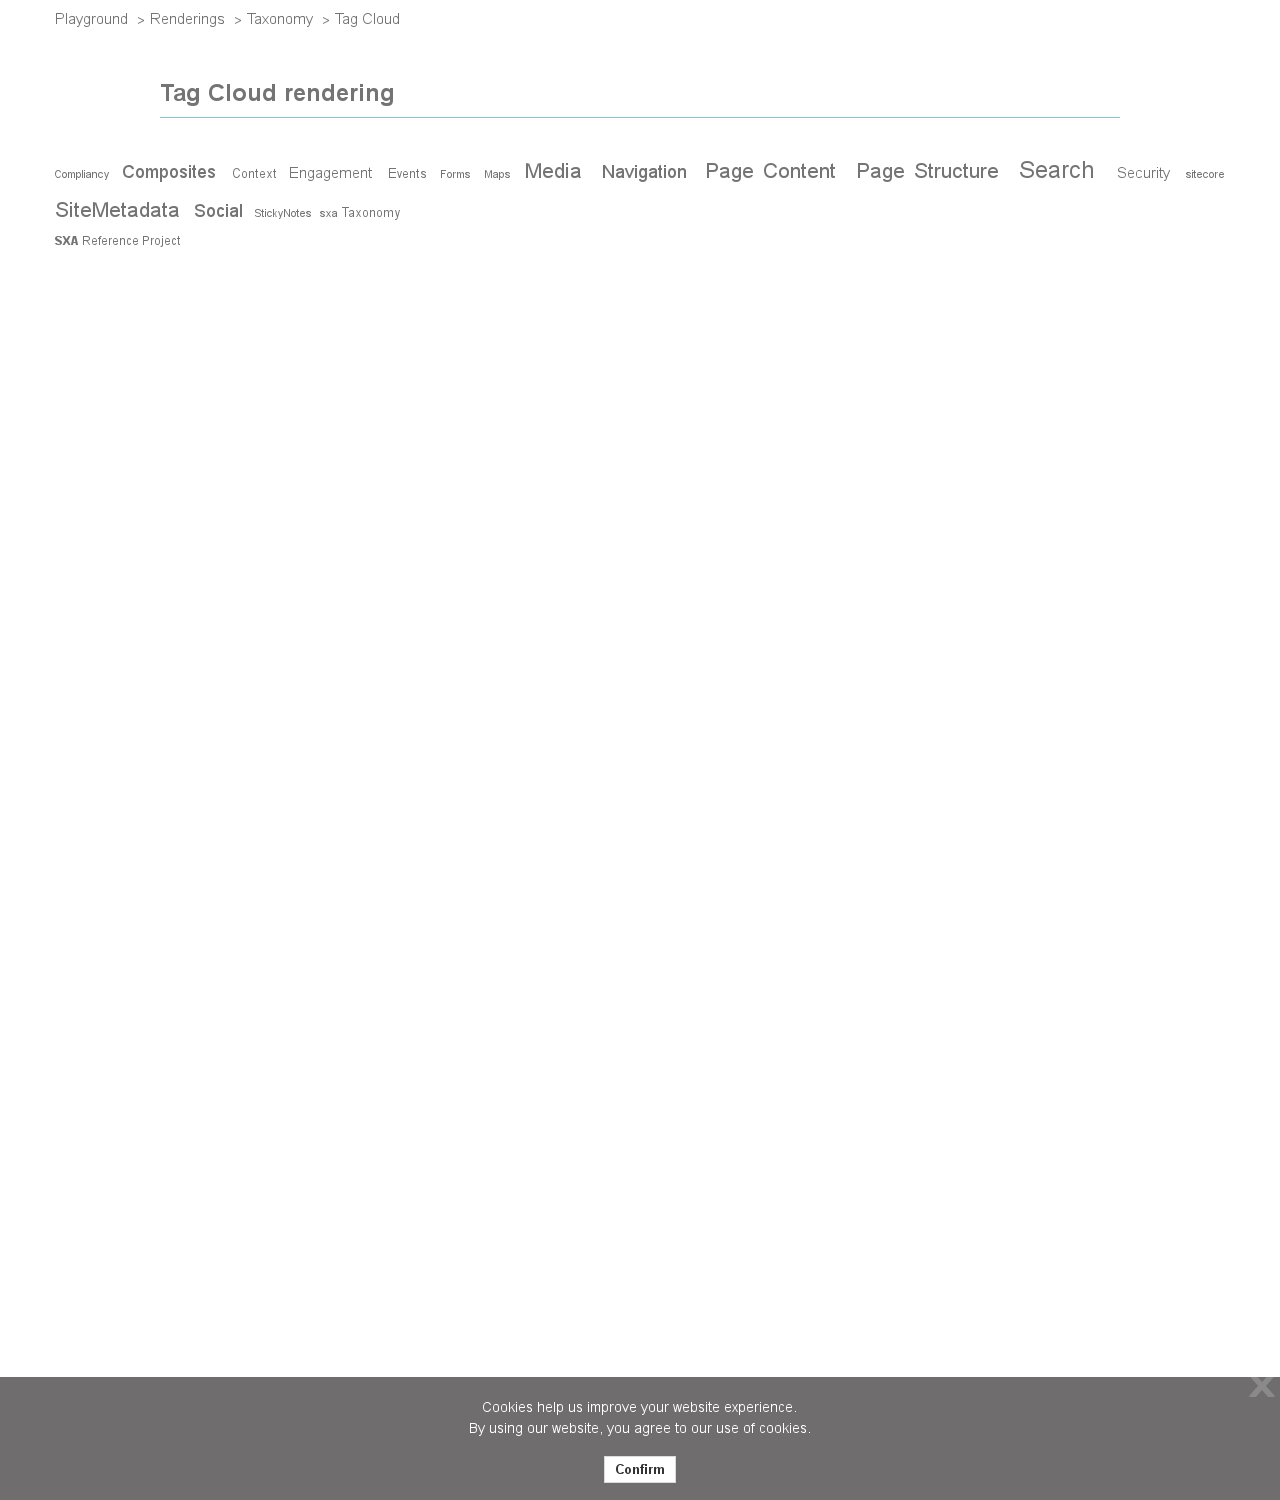 Playground > Renderings > Taxonomy > Tag Cloud
Tag Cloud rendering
Compliancy Composites Context Engagement Events Forms Maps Media Navigation Page Content Page Structure Search Security sitecore
SiteMetadata Social StickyNotes sxa Taxonomy
SXA Reference Project
X
Cookies help us improve your website experience.
By using our website, you agree to our use of cookies.
Confirm